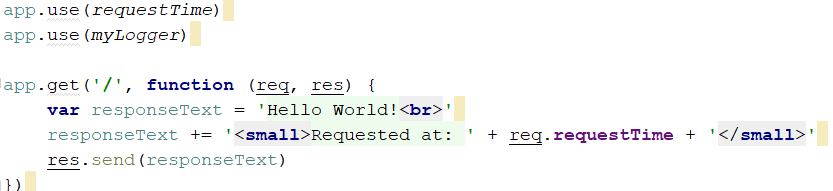 app.use(requestTime)
app.use(myLogger)
app.get('/', function (req, res) {
var responseText = 'Hello World!<br>'
responseText += '<small>Requested at: ' + req.requestTime + '</small>'
res.send(responseText)
})